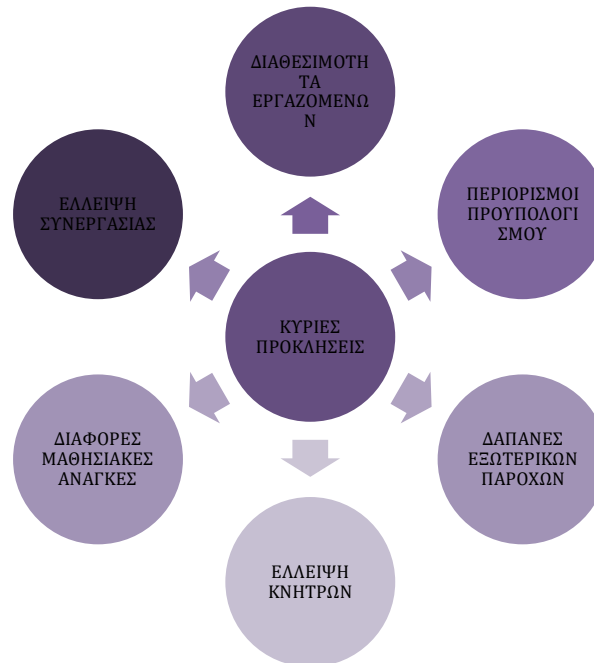 ΔΙΑΘΕΣΙΜΟΤΗ
ΤΑ
ΕΡΓΑΖΟΜΕΝΩ
Ν
ΠΕΡΙΟΡΙΣΜΟΙ
ΠΡΟΥΠΟΛΟΓΙ
ΣΜΟΥ
ΔΑΠΑΝΕΣ
ΕΞΩΤΕΡΙΚΩΝ
ΠΑΡΟΧΩΝ
ΕΛΛΕΙΨΗ
ΚΝΗΤΡΩΝ
ΔΙΑΦΟΡΕΣ
ΜΑΘΗΣΙΑΚΕΣ
ΑΝΑΓΚΕΣ
ΕΛΛΕΙΨΗ
ΣΥΝΕΡΓΑΣΙΑΣ
ΚΥΡΙΕΣ
ΠΡΟΚΛΗΣΕΙΣ